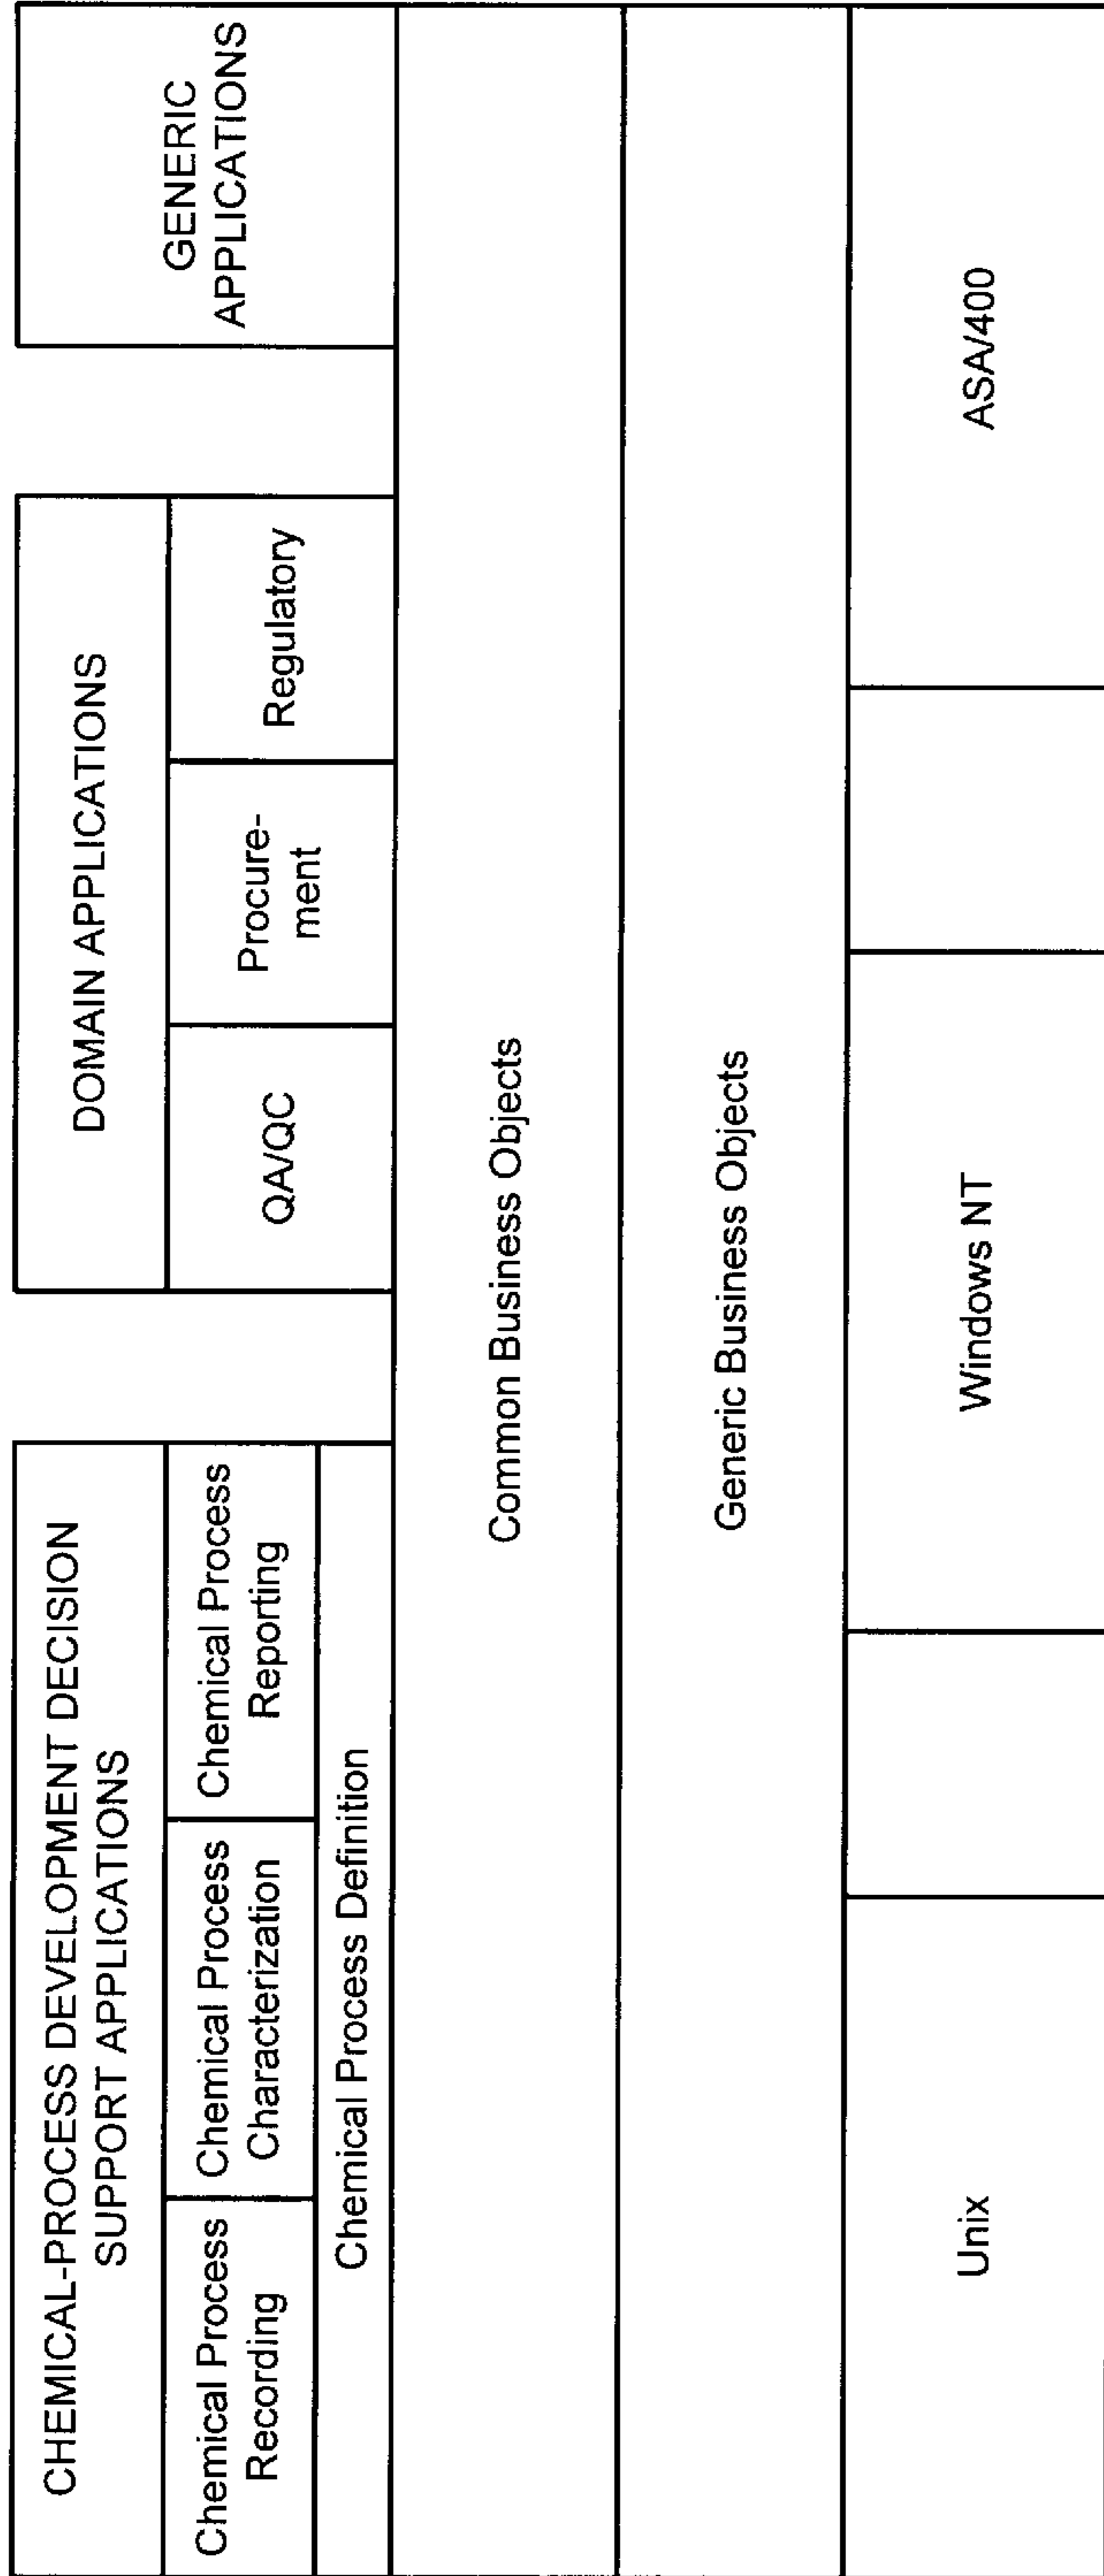 CHEMICAL-PROCESS DEVELOPMENT DECISION
SUPPORT APPLICATIONS
Chemical Process
Recording
Chemical Process
Characterization
Chemical Process
Reporting
Chemical Process Definition
DOMAIN APPLICATIONS
QA/QC
Procure-
ment
Regulatory
GENERIC
APPLICATIONS
Common Business Objects
Generic Business Objects
Unix
Windows NT
ASA/400